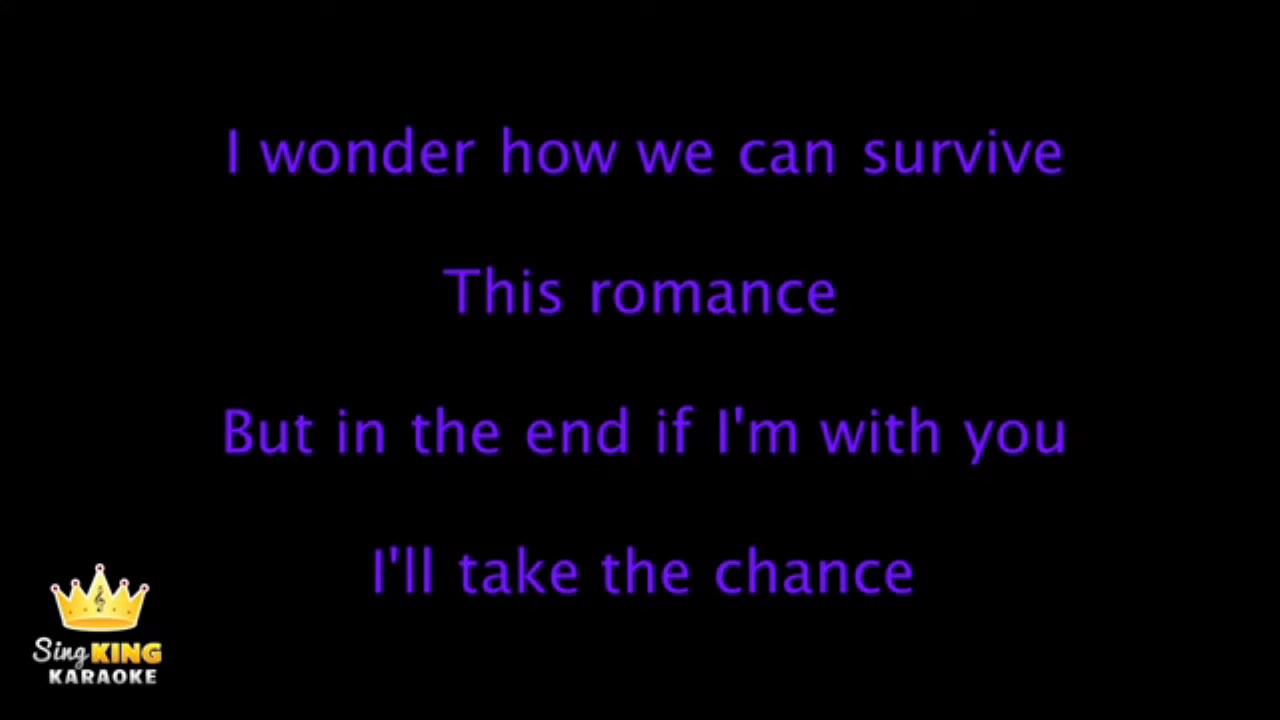 I wonder how we can survive
This romance
But in the end if I'm with you
I'll take the chance
Sing KING
KARAOKE